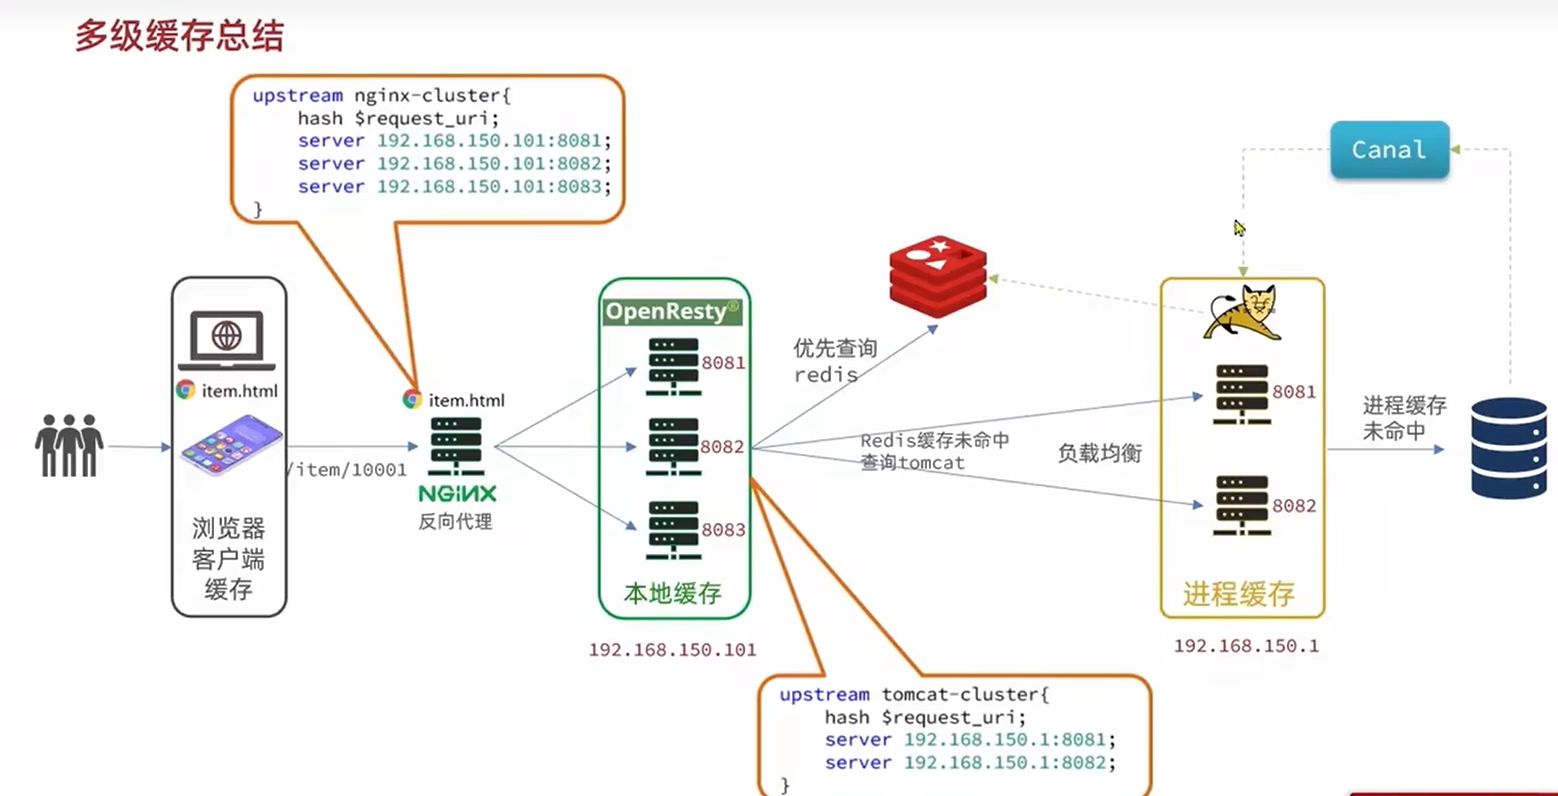 多级缓存总结
upstream nginx-cluster{
hash $request_uri;
server 192.168.150.101:8081;
server 192.168.150.101:8082;
server 192.168.150.101:8083;
}
Canal
item.html
浏览器
客户端
缓存
/item/10001
item.html
NGINX
反向代理
OpenResty®
8081
8082
8083
本地缓存
192.168.150.101
优先查询
redis
Redis缓存未命中
查询tomcat
负载均衡
8081
8082
进程缓存
192.168.150.1
进程缓存
未命中
upstream tomcat-cluster{
hash $request_uri;
server 192.168.150.1:8081;
server 192.168.150.1:8082;
}